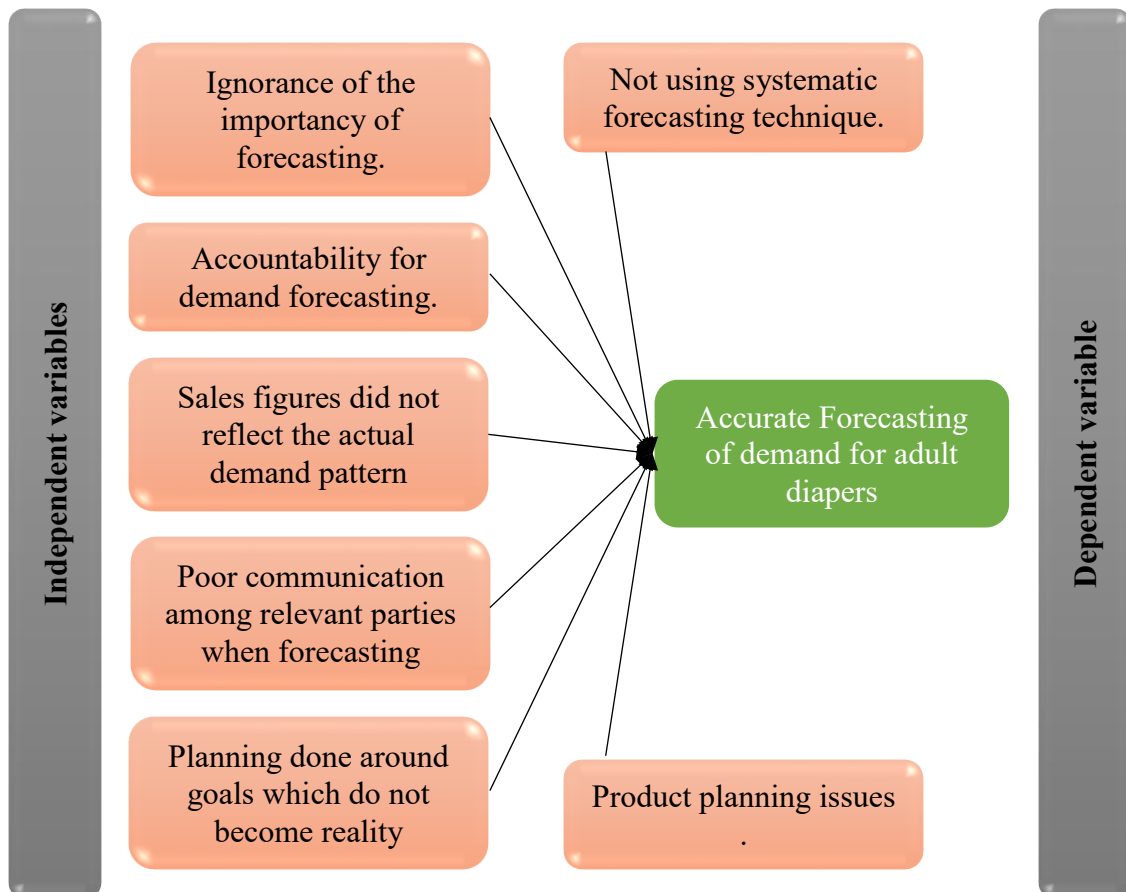 Independent variables
Ignorance of the
importancy of
forecasting.
Accountability for
demand forecasting.
Sales figures did not
reflect the actual
demand pattern
Poor communication
among relevant parties
when forecasting
Planning done around
goals which do not
become reality
Not using systematic
forecasting technique.
Accurate Forecasting
of demand for adult
diapers
Product planning issues
.
Dependent variable